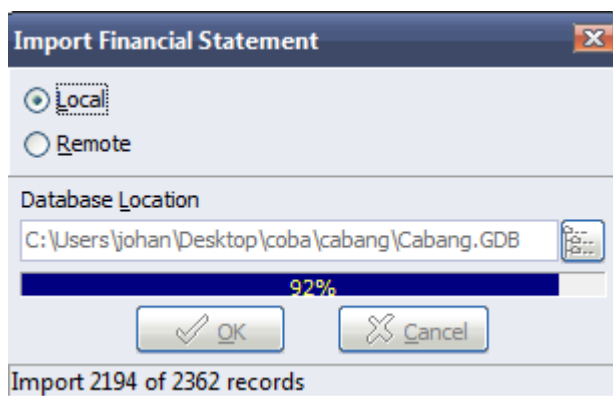 Import Financial Statement
Local
Remote
Database Location
C:\Users\johan\Desktop\coba\cabang\Cabang.GDB
92%
OK Cancel
Import 2194 of 2362 records